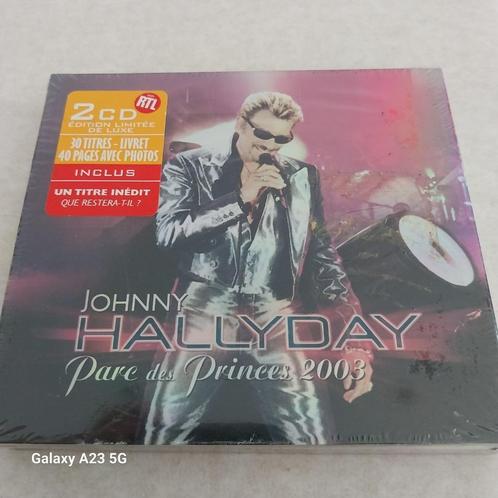 RTL
2CD
ÉDITION LIMITÉE
DE LUXE
30 TITRES - LIVRET
40 PAGES AVEC PHOTOS
INCLUS
UN TITRE INÉDIT
QUE RESTERA-T-IL ?
JOHNNY
HALLYDAY
Parc des Princes 2003
Galaxy A23 5G